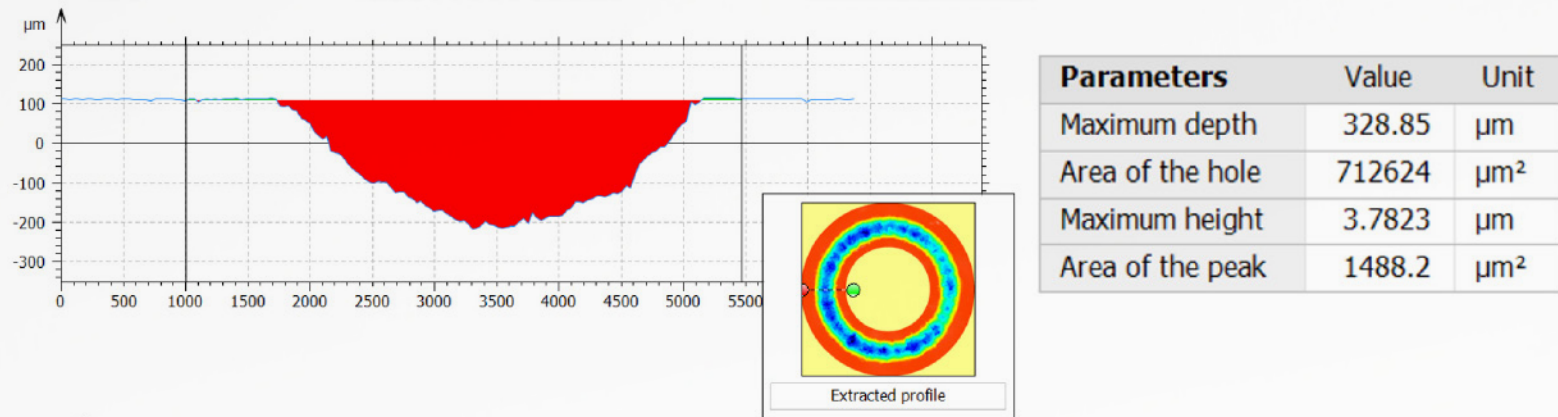 µm
200
100
0
-100
-200
-300
0 500 1000 1500 2000 2500 3000 3500 4000 4500 5000 5500
Extracted profile
Parameters Value Unit
Maximum depth 328.85 µm
Area of the hole 712624 µm²
Maximum height 3.7823 µm
Area of the peak 1488.2 µm²